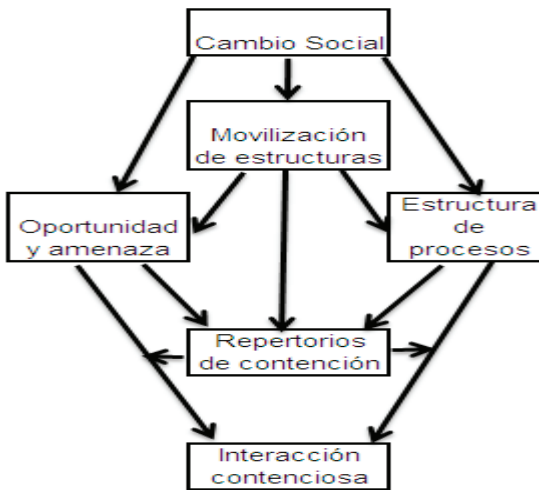 Cambio Social
Movilización
de estructuras
Oportunidad
y amenaza
Estructura
de
procesos
Repertorios
de contención
Interacción
contenciosa